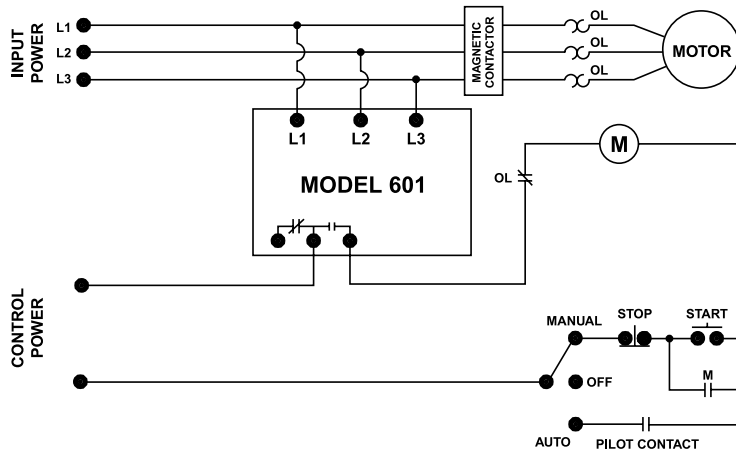 INPUT
POWER
L1
L2
L3
MAGNETIC
CONTACTOR
OL
OL
OL
MOTOR
L1 L2 L3
MODEL 601
OL
M
CONTROL
POWER
MANUAL
STOP
START
M
OFF
AUTO
PILOT CONTACT